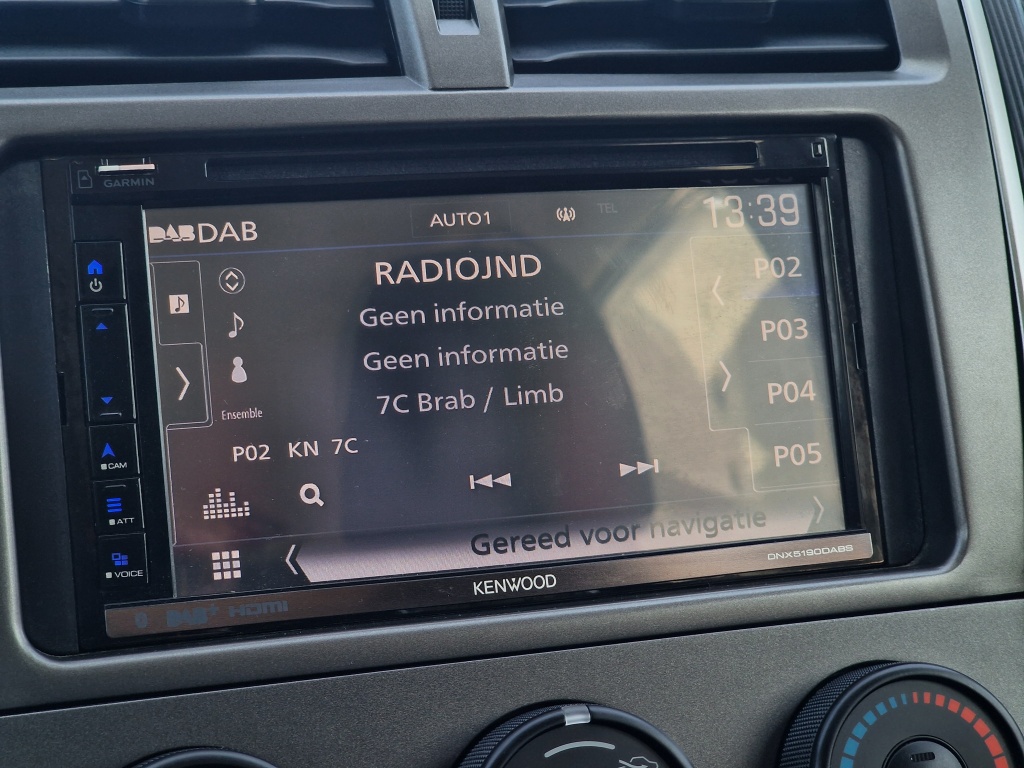 GARMIN
DAB DAB AUTO1 TEL 13:39
RADIOJND
Geen informatie
Geen informatie
7C Brab / Limb
Ensemble
P02 KN 7C
P02
P03
P04
P05
CAM
ATT
VOICE
Gereed voor navigatie
KENWOOD
DNX5190DABS
DAB+ HDMI